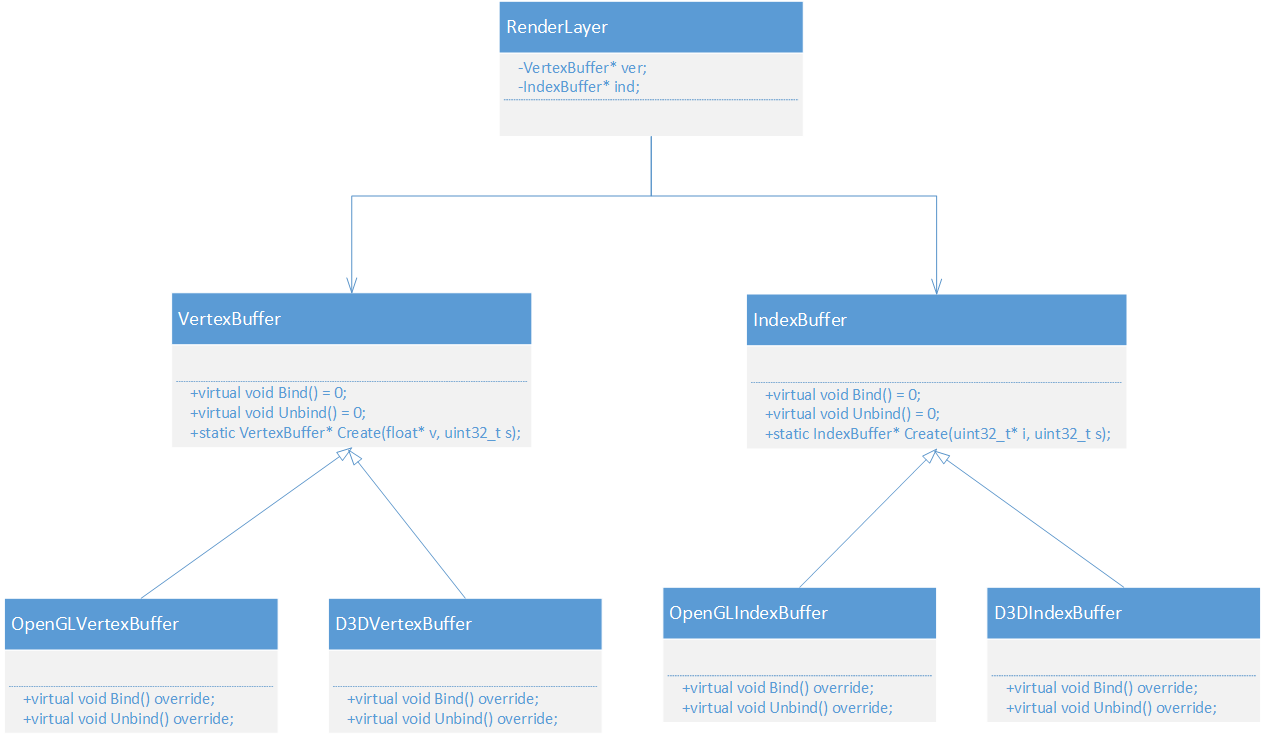 RenderLayer
-VertexBuffer* ver;
-IndexBuffer* ind;
VertexBuffer
+virtual void Bind() = 0;
+virtual void Unbind() = 0;
+static VertexBuffer* Create(float* v, uint32_t s);
IndexBuffer
+virtual void Bind() = 0;
+virtual void Unbind() = 0;
+static IndexBuffer* Create(uint32_t* i, uint32_t s);
OpenGLVertexBuffer
+virtual void Bind() override;
+virtual void Unbind() override;
D3DVertexBuffer
+virtual void Bind() override;
+virtual void Unbind() override;
OpenGLIndexBuffer
+virtual void Bind() override;
+virtual void Unbind() override;
D3DIndexBuffer
+virtual void Bind() override;
+virtual void Unbind() override;